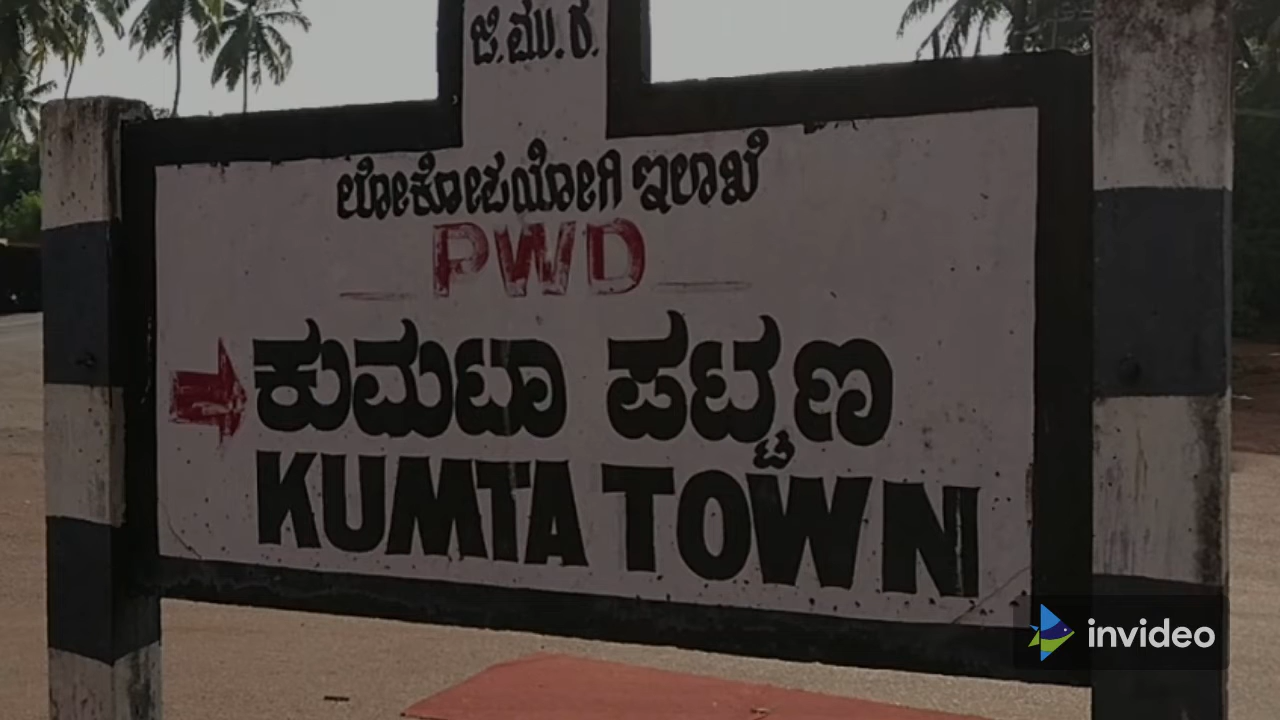 ಜಿ.ಮು.ರ.
ಲೋಕೋಪಯೋಗಿ ಇಲಾಖೆ
PWD
ಕುಮಟಾ ಪಟ್ಟಣ
KUMTA TOWN
invideo